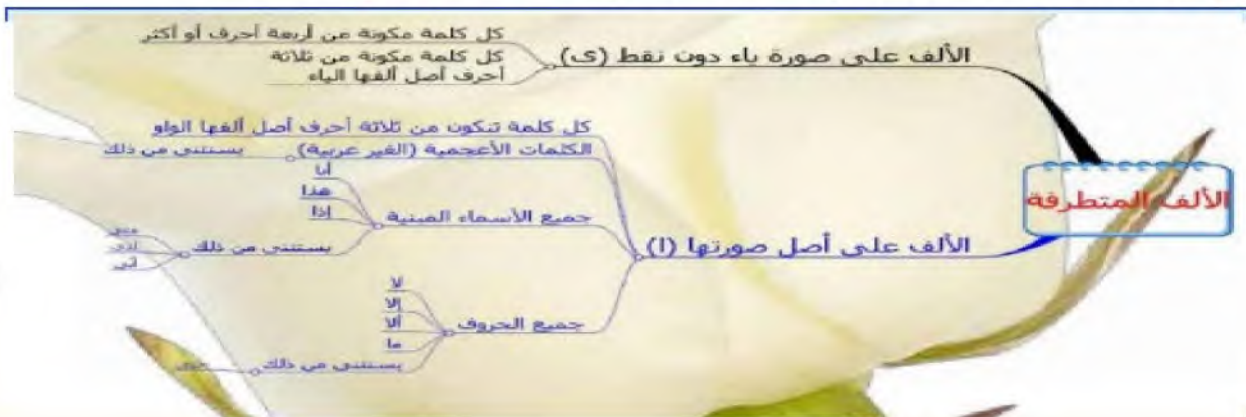 الألف المتطرفة
الألف على صورة ياء دون نقط (ى)
كل كلمة مكونة من أربعة أحرف أو أكثر
كل كلمة مكونة من ثلاثة
أحرف أصل ألفها الياء
الألف على أصل صورتها (ا)
كل كلمة تتكون من ثلاثة أحرف أصل ألفها الواو
الكلمات الأعجمية (الغير عربية)
يستثنى من ذلك
جميع الأسماء المبنية
أنا
هذا
إذا
يستثنى من ذلك
متى
لدى
أنى
جميع الحروف
لا
إلا
ألا
ما
يستثنى من ذلك